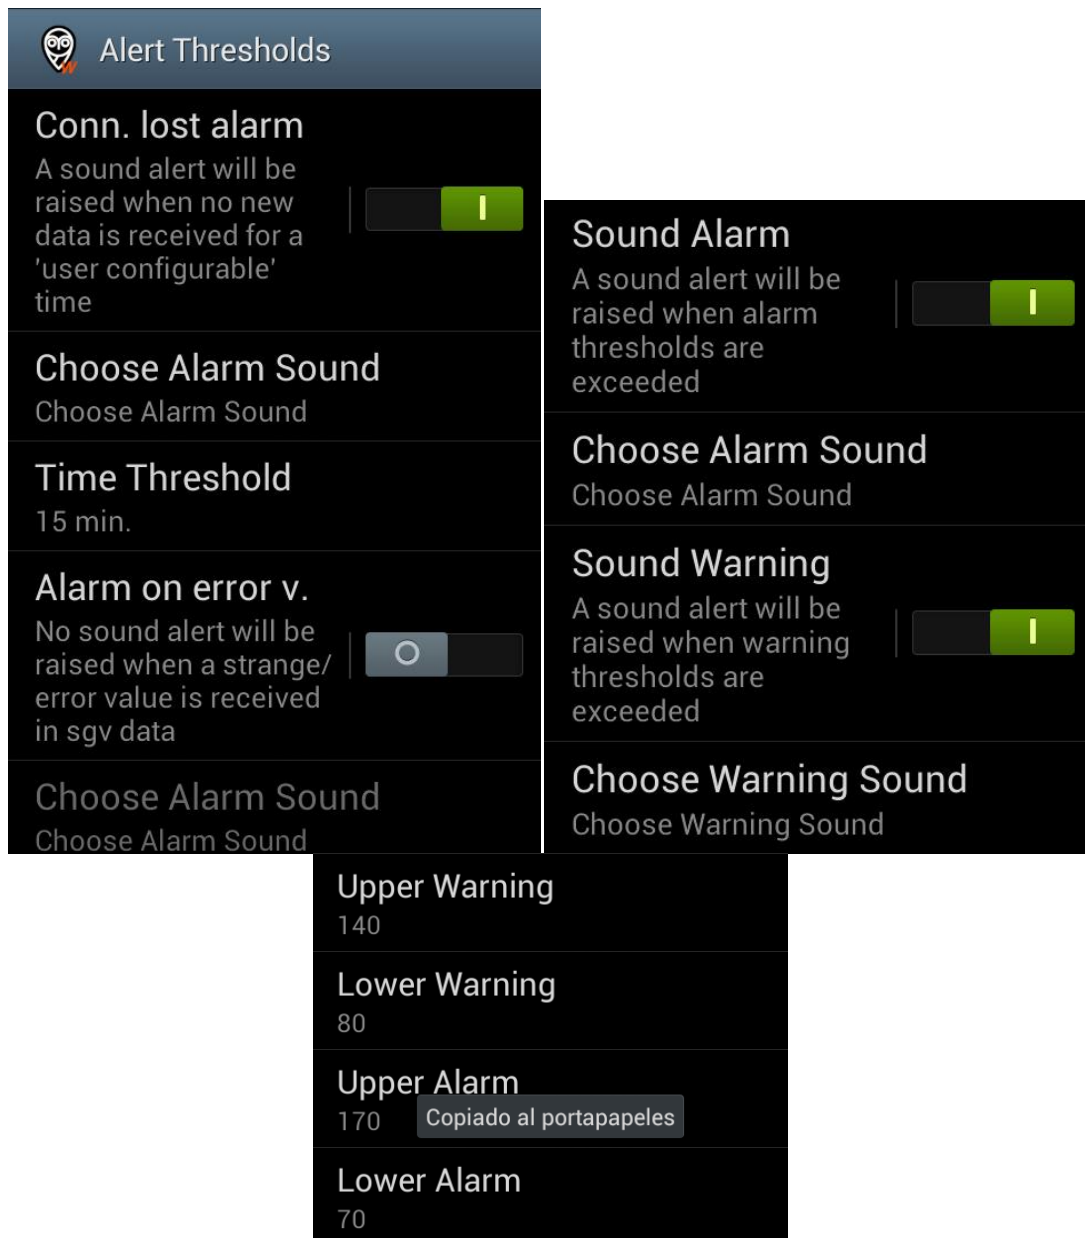 Alert Thresholds
Conn. lost alarm
A sound alert will be
raised when no new
data is received for a
'user configurable'
time
Choose Alarm Sound
Choose Alarm Sound
Time Threshold
15 min.
Alarm on error v.
No sound alert will be
raised when a strange/
error value is received
in sgv data
Choose Alarm Sound
Choose Alarm Sound
Sound Alarm
A sound alert will be
raised when alarm
thresholds are
exceeded
Choose Alarm Sound
Choose Alarm Sound
Sound Warning
A sound alert will be
raised when warning
thresholds are
exceeded
Choose Warning Sound
Choose Warning Sound
Upper Warning
140
Lower Warning
80
Upper Alarm
170
Copiado al portapapeles
Lower Alarm
70